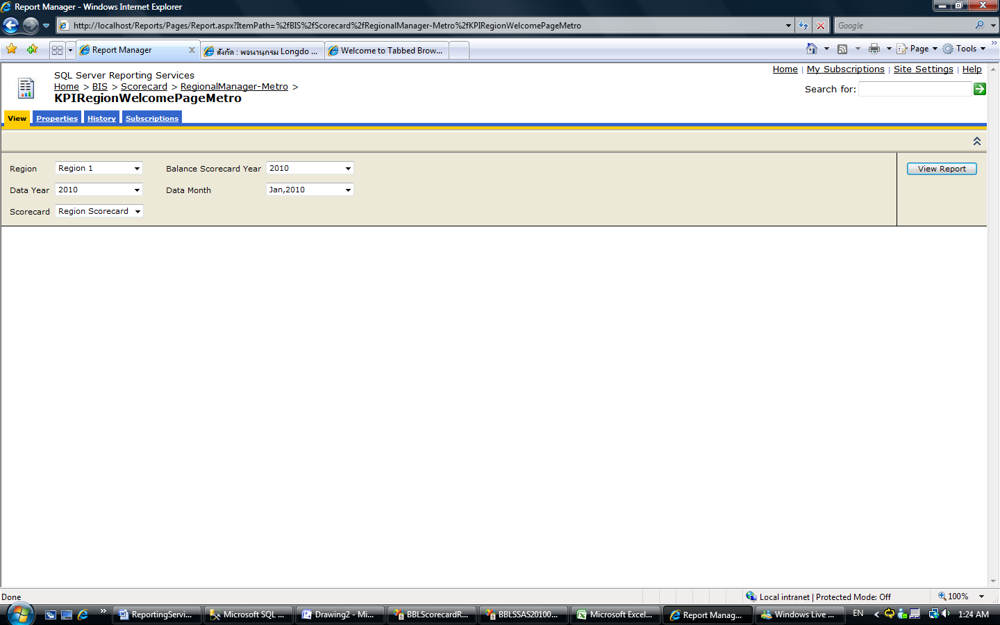 Report Manager - Windows Internet Explorer
http://localhost/Reports/Pages/Report.aspx?ItemPath=%2fBIS%2fScorecard%2fRegionalManager-Metro%2fKPIRegionWelcomePageMetro
Google
Report Manager
สังกัด : พจนานุกรม Longdo ...
Welcome to Tabbed Brow...
Page
Tools
SQL Server Reporting Services
Home | My Subscriptions | Site Settings | Help
Home > BIS > Scorecard > RegionalManager-Metro >
Search for:
KPIRegionWelcomePageMetro
View Properties History Subscriptions
Region Region 1 Balance Scorecard Year 2010 View Report
Data Year 2010 Data Month Jan,2010
Scorecard Region Scorecard
Done Local intranet | Protected Mode: Off 100%
ReportingServi... Microsoft SQL ... Drawing2 - Mi... BBLScorecardR... BBLSSAS20100... Microsoft Excel... Report Manag... Windows Live ... EN 1:24 AM